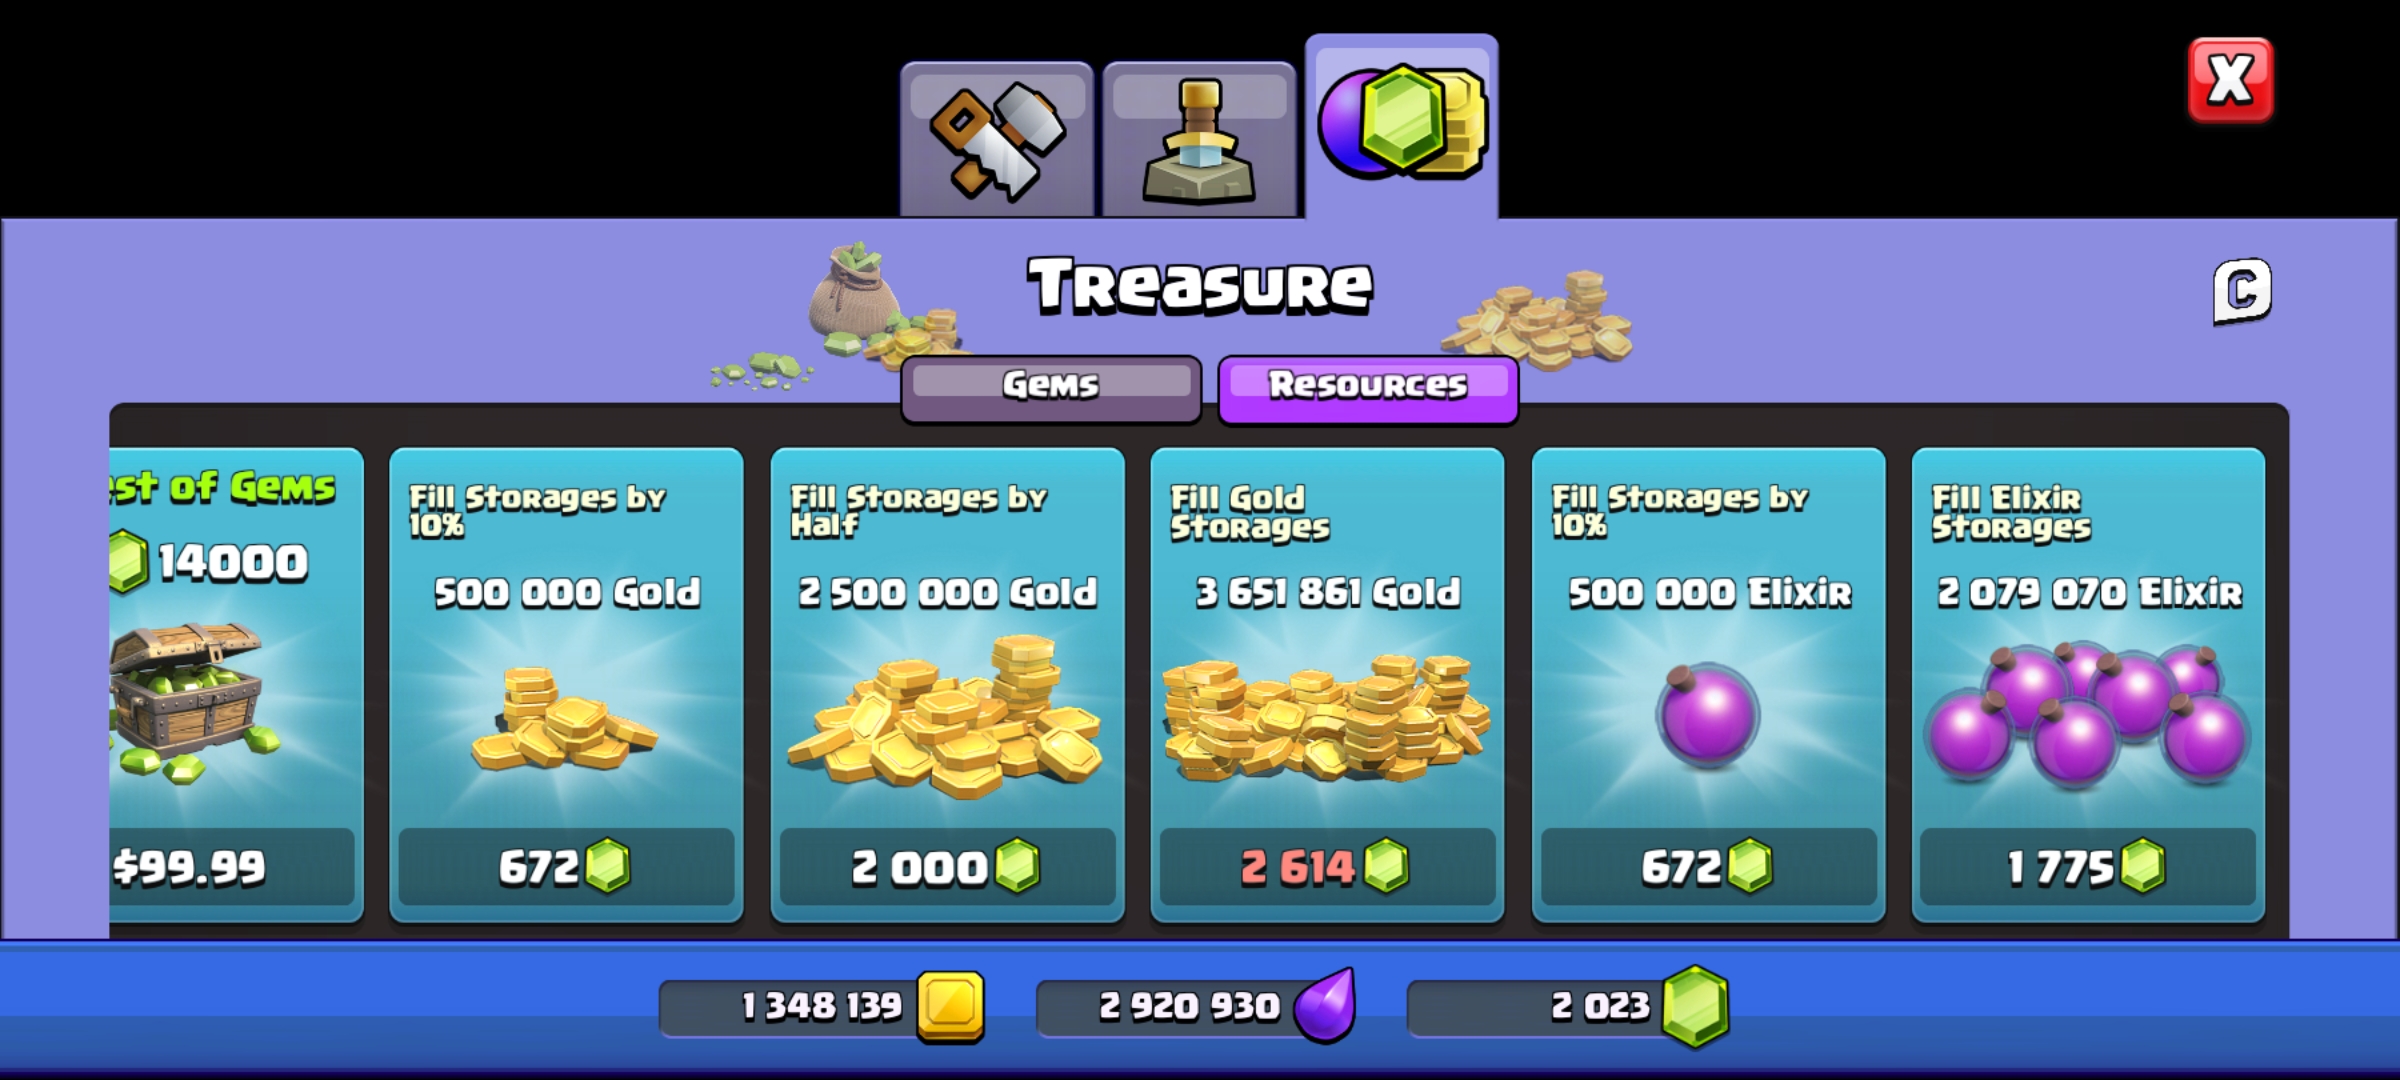 X
Treasure
C
Gems
Resources
est of Gems
14000
$99.99
Fill Storages by
10%
500 000 Gold
672
Fill Storages by
Half
2 500 000 Gold
2 000
Fill Gold
Storages
3 651 861 Gold
2 614
Fill Storages by
10%
500 000 Elixir
672
Fill Elixir
Storages
2 079 070 Elixir
1 775
1 348 139
2 920 930
2 023